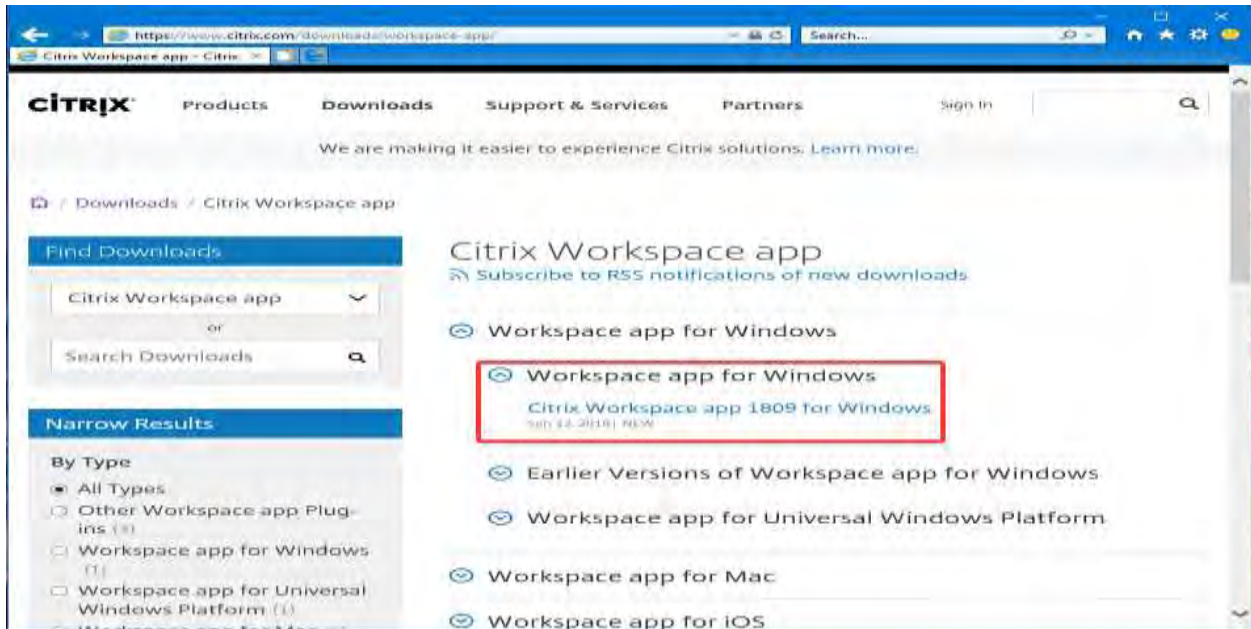 https://www.citrix.com/downloads/workspace-app/
Search...
Citrix Workspace app - Citrix
CITRIX
Products
Downloads
Support & Services
Partners
Sign In
We are making it easier to experience Citrix solutions. Learn more.
/ Downloads / Citrix Workspace app
Find Downloads
Citrix Workspace app
or
Search Downloads
Narrow Results
By Type
All Types
Other Workspace app Plug-
ins
Workspace app for Windows
(1)
Workspace app for Universal
Windows Platform (1)
Citrix Workspace app
Subscribe to RSS notifications of new downloads
Workspace app for Windows
Workspace app for Windows
Citrix Workspace app 1809 for Windows
2018 | NEW
Earlier Versions of Workspace app for Windows
Workspace app for Universal Windows Platform
Workspace app for Mac
Workspace app for iOS